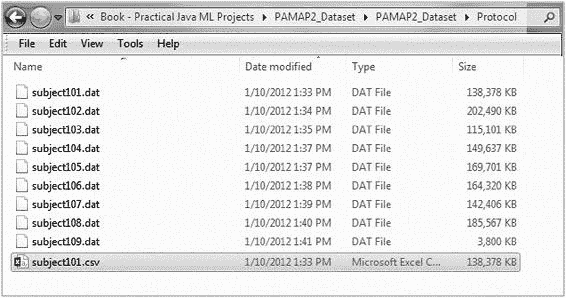 « Book - Practical Java ML Projects ▸ PAMAP2_Dataset ▸ PAMAP2_Dataset ▸ Protocol
File Edit View Tools Help
Name Date modified Type Size
subject101.dat 1/10/2012 1:33 PM DAT File 138,378 KB
subject102.dat 1/10/2012 1:34 PM DAT File 202,490 KB
subject103.dat 1/10/2012 1:35 PM DAT File 115,101 KB
subject104.dat 1/10/2012 1:37 PM DAT File 149,637 KB
subject105.dat 1/10/2012 1:37 PM DAT File 169,701 KB
subject106.dat 1/10/2012 1:38 PM DAT File 164,320 KB
subject107.dat 1/10/2012 1:39 PM DAT File 142,406 KB
subject108.dat 1/10/2012 1:40 PM DAT File 185,567 KB
subject109.dat 1/10/2012 1:41 PM DAT File 3,800 KB
subject101.csv 1/10/2012 1:33 PM Microsoft Excel C... 138,378 KB